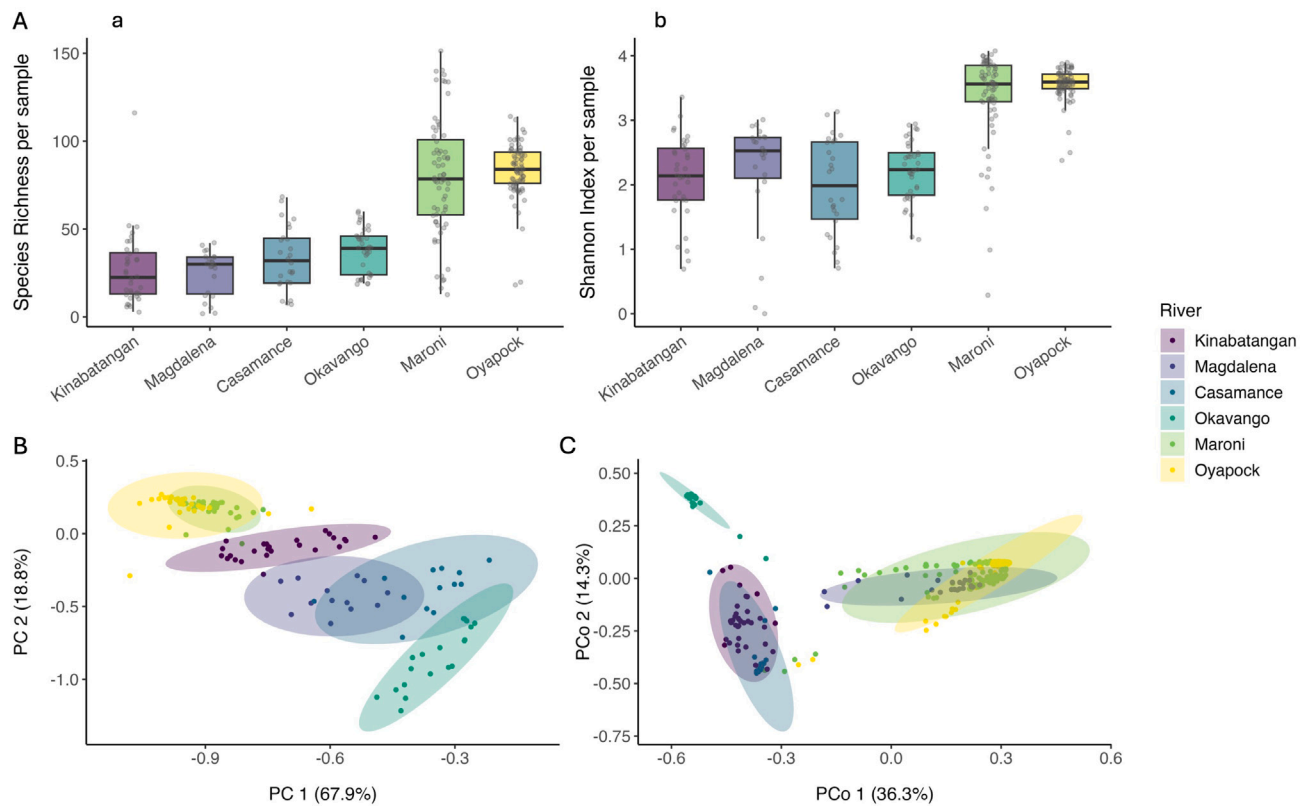 A
a
b
Species Richness per sample
150
100
50
0
Kinabatangan
Magdalena
Casamance
Okavango
Maroni
Oyapock
Shannon Index per sample
4
3
2
1
0
Kinabatangan
Magdalena
Casamance
Okavango
Maroni
Oyapock
River
Kinabatangan
Magdalena
Casamance
Okavango
Maroni
Oyapock
B
PC 2 (18.8%)
0.5
0.0
-0.5
-1.0
-0.9
-0.6
-0.3
PC 1 (67.9%)
C
PCo 2 (14.3%)
0.50
0.25
0.00
-0.25
-0.50
-0.75
-0.6
-0.3
0.0
0.3
0.6
PCo 1 (36.3%)